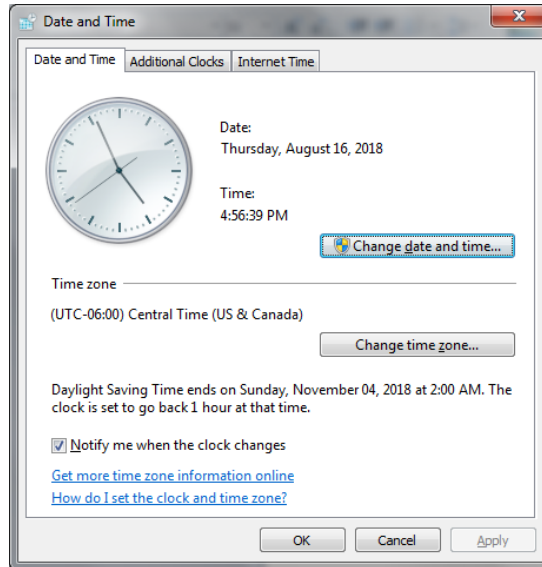 Date and Time
Date and Time
Additional Clocks
Internet Time
Date:
Thursday, August 16, 2018
Time:
4:56:39 PM
Change date and time...
Time zone
(UTC-06:00) Central Time (US & Canada)
Change time zone...
Daylight Saving Time ends on Sunday, November 04, 2018 at 2:00 AM. The
clock is set to go back 1 hour at that time.
Notify me when the clock changes
Get more time zone information online
How do I set the clock and time zone?
OK
Cancel
Apply